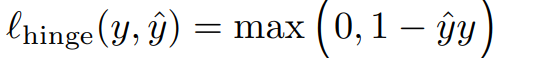 ℓ_hinge(y, ŷ) = max(0, 1 − ŷy)